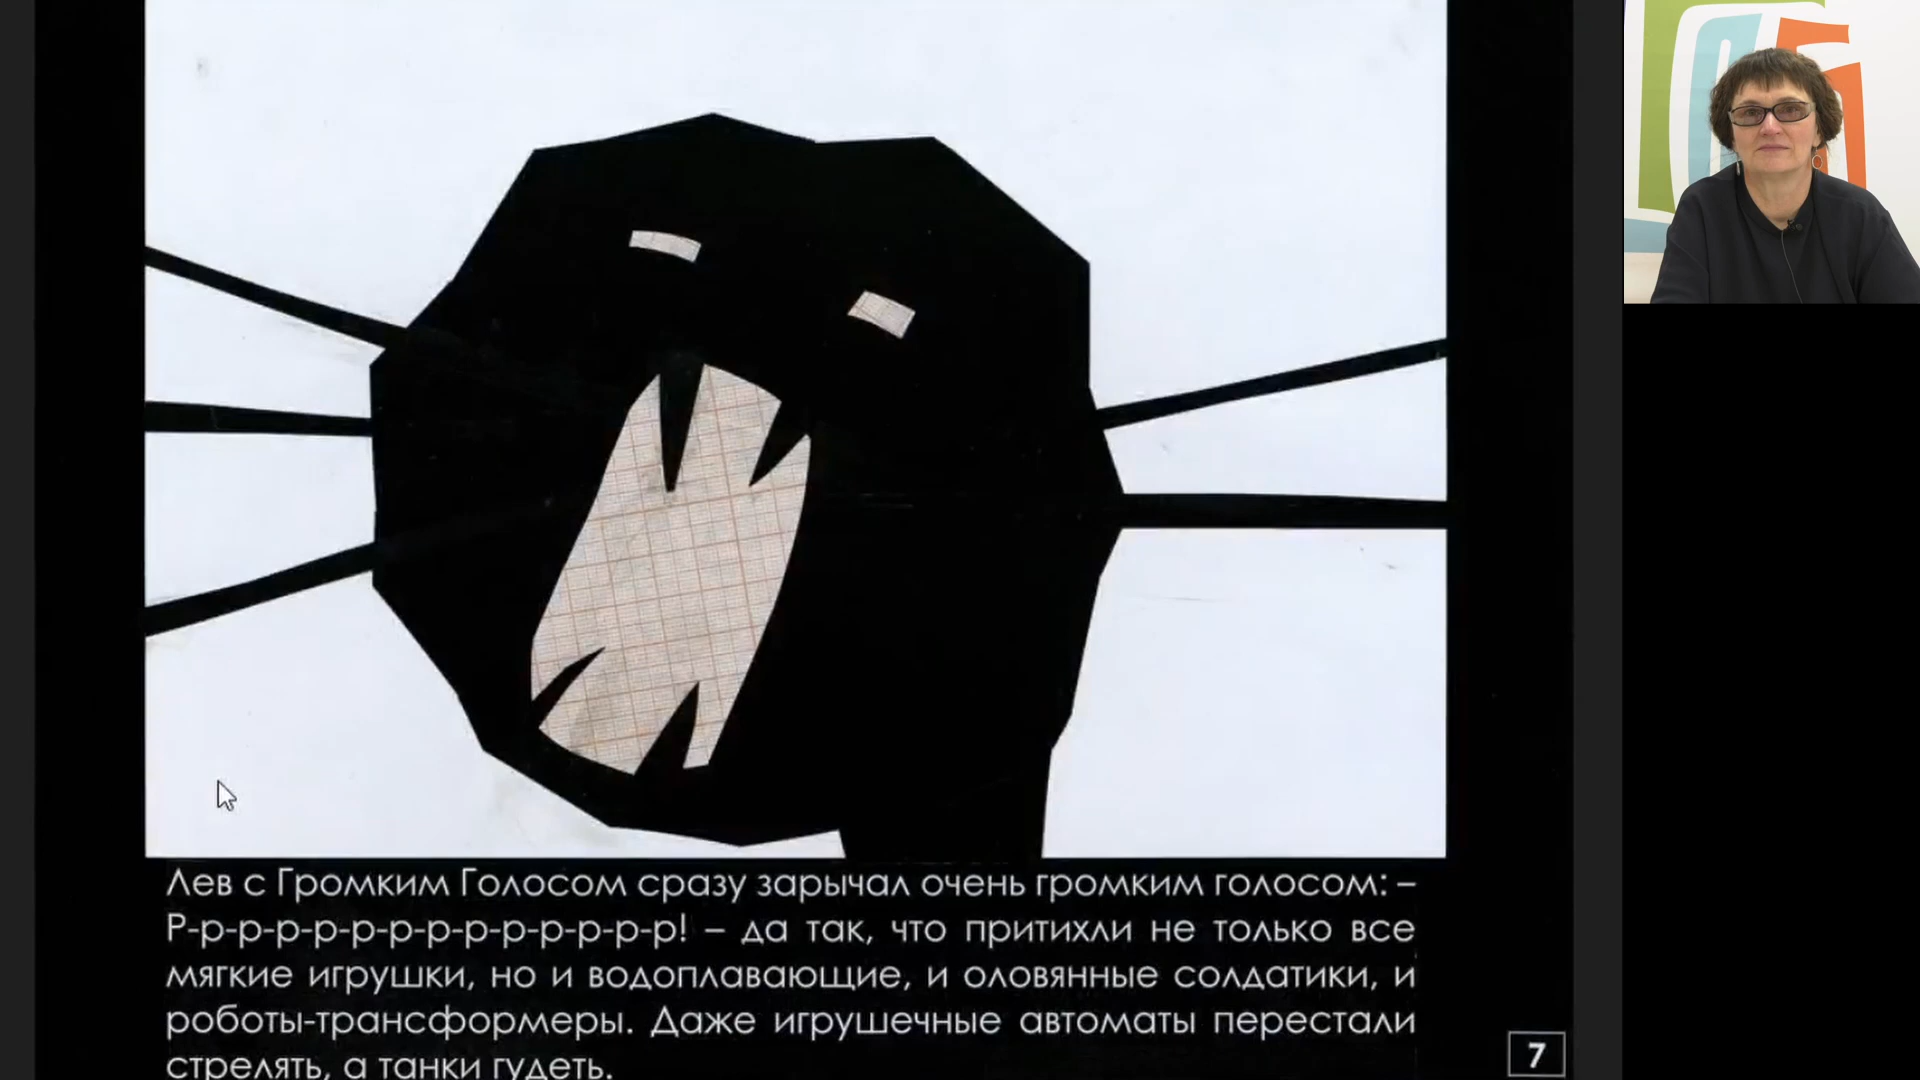 Лев с Громким Голосом сразу зарычал очень громким голосом: –
Р-р-р-р-р-р-р-р-р-р-р-р-р-р! – да так, что притихли не только все
мягкие игрушки, но и водоплавающие, и оловянные солдатики, и
роботы-трансформеры. Даже игрушечные автоматы перестали
стрелять, а танки гудеть.
7